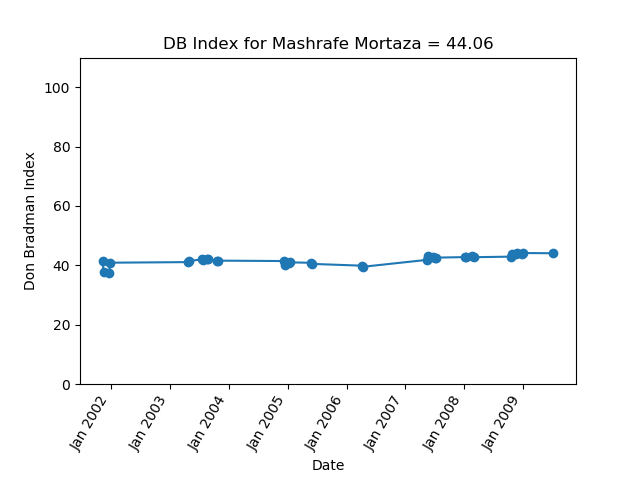 DB Index for Mashrafe Mortaza = 44.06
100
80
60
40
20
0
Don Bradman Index
Jan 2002
Jan 2003
Jan 2004
Jan 2005
Jan 2006
Jan 2007
Jan 2008
Jan 2009
Date